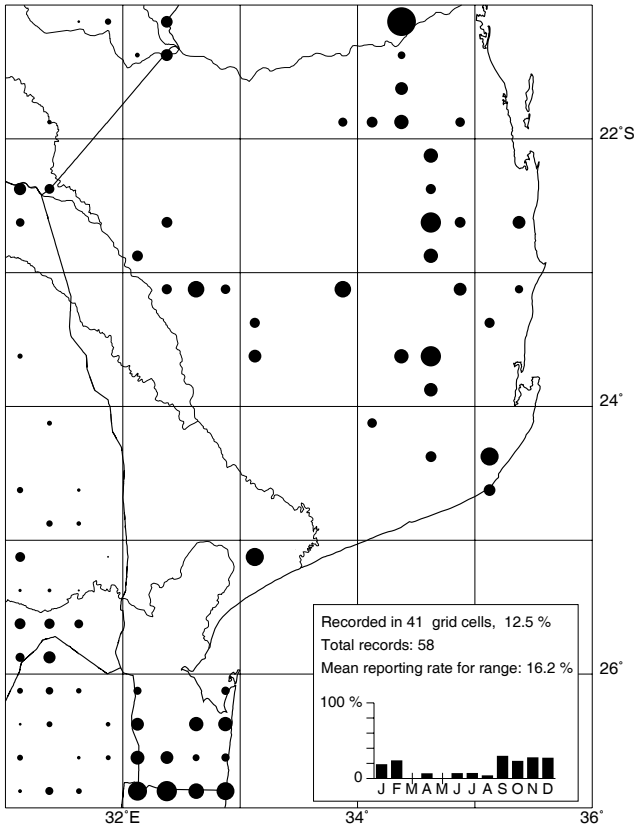 22°S
24°
Recorded in 41 grid cells, 12.5 %
Total records: 58
Mean reporting rate for range: 16.2 %
26°
100 %
0
J F M A M J J A S O N D
32°E 34° 36°